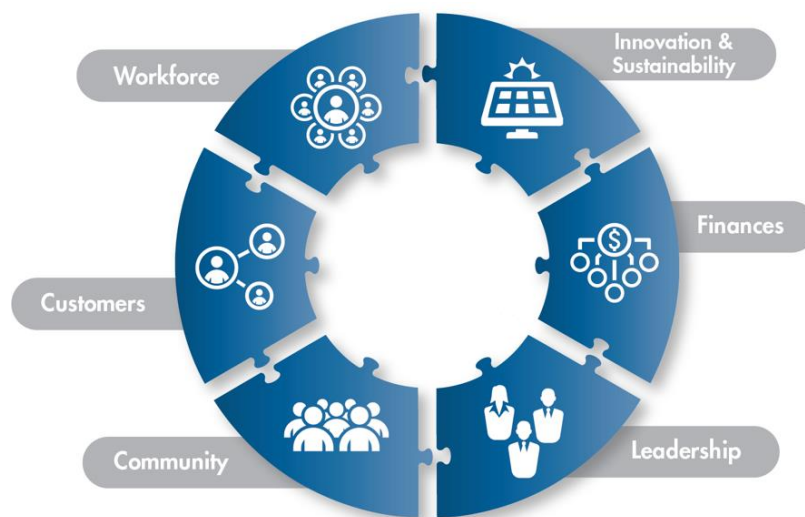 Workforce
Innovation &
Sustainability
Finances
$
Customers
Community
Leadership